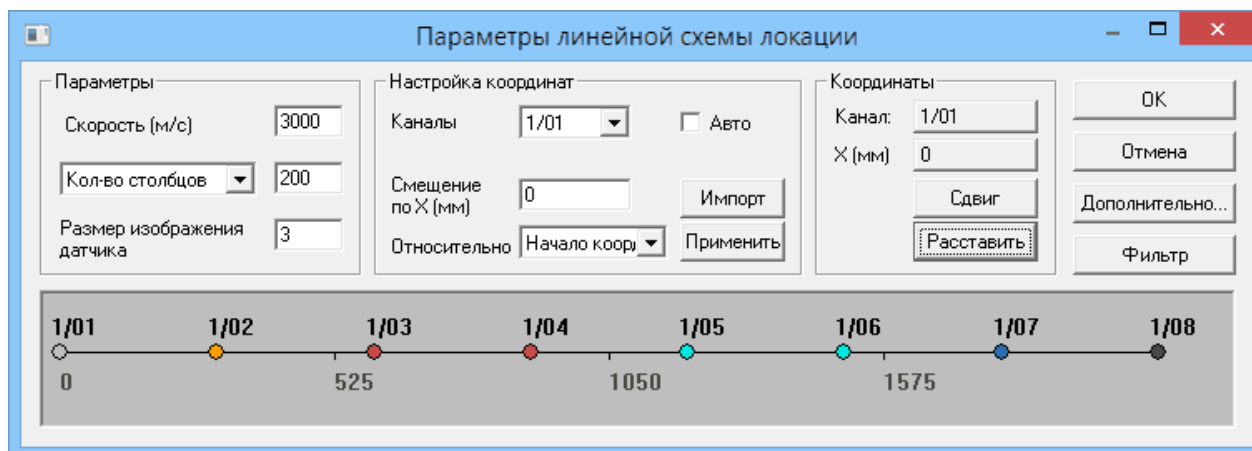 Параметры линейной схемы локации
Параметры
Скорость (м/с) 3000
Кол-во столбцов 200
Размер изображения датчика 3
Настройка координат
Каналы 1/01 Авто
Смещение по X (мм) 0 Импорт
Относительно Начало коор Применить
Координаты
Канал: 1/01
X (мм) 0
Сдвиг
Расставить
OK
Отмена
Дополнительно...
Фильтр
1/01 1/02 1/03 1/04 1/05 1/06 1/07 1/08
0 525 1050 1575